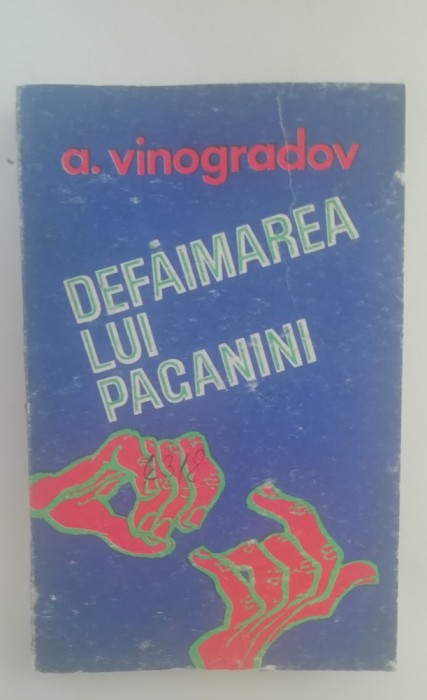 a. vinogradov
DEFĂIMAREA
LUI
PAGANINI